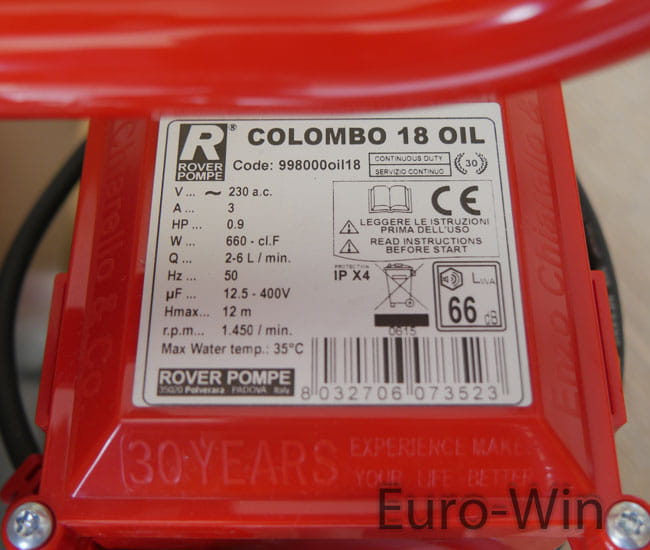 R®
ROVER
POMPE
COLOMBO 18 OIL
Code: 998000oil18
CONTINUOUS DUTY
SERVIZIO CONTINUO
30
V... ~ 230 a.c.
A ... 3
HP ... 0.9
W ... 660 - cl.F
Q ... 2-6 L / min.
Hz ... 50
µF ... 12.5 - 400V
Hmax... 12 m
r.p.m ... 1.450 / min.
Max Water temp.: 35°C
CE
LEGGERE LE ISTRUZIONI
PRIMA DELL'USO
READ INSTRUCTIONS
BEFORE START
IP X4
0615
LWA
66 dB
ROVER POMPE
350/0 Polverara - PADOVA Italy
8 032706 073523
30 YEARS
EXPERIENCE MAKE
YOUR LIFE BETTER
Euro-Win